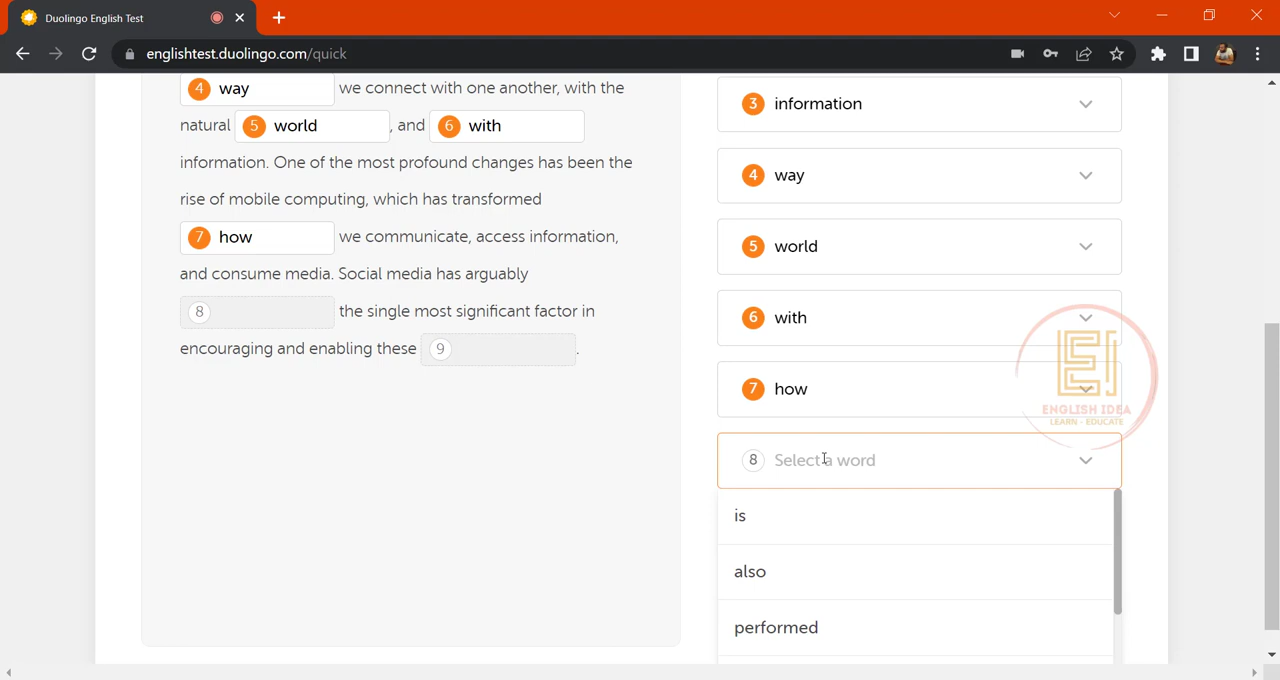 Duolingo English Test
englishtest.duolingo.com/quick
4 way we connect with one another, with the
natural 5 world , and 6 with
information. One of the most profound changes has been the
rise of mobile computing, which has transformed
7 how we communicate, access information,
and consume media. Social media has arguably
8 the single most significant factor in
encouraging and enabling these 9 .
3 information
4 way
5 world
6 with
7 how
8 Select a word
is
also
performed
ENGLISH IDEA
LEARN - EDUCATE